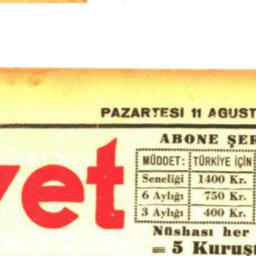 PAZARTESİ 11 AGUST
yet
ABONE ŞER
MÜDDET: TÜRKİYE İÇİN
Seneliği 1400 Kr.
6 Aylığı 750 Kr.
3 Aylığı 400 Kr.
Nüshası her
= 5 Kuruşt